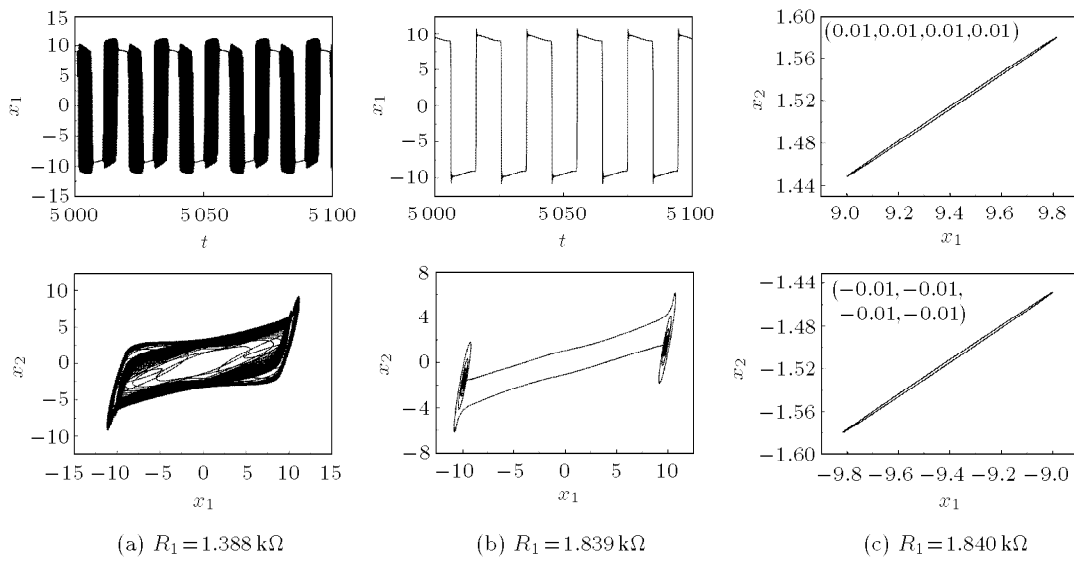 15
10
5
0
−5
−10
15
x1
5 000
5 050
5 100
t
10
5
0
−5
−10
x1
5 000
5 050
5 100
t
1.60
1.56
1.52
1.48
1.44
x2
(0.01,0.01,0.01,0.01)
9.0 9.2 9.4 9.6 9.8
x1
10
5
0
−5
−10
x2
−15 −10 −5 0 5 10 15
x1
8
4
0
−4
−8
x2
−10 −5 0 5 10
x1
−1.44
−1.48
−1.52
−1.56
−1.60
x2
(−0.01,−0.01,
−0.01,−0.01)
−9.8 −9.6 −9.4 −9.2 −9.0
x1
(a) R1=1.388 kΩ
(b) R1=1.839 kΩ
(c) R1=1.840 kΩ